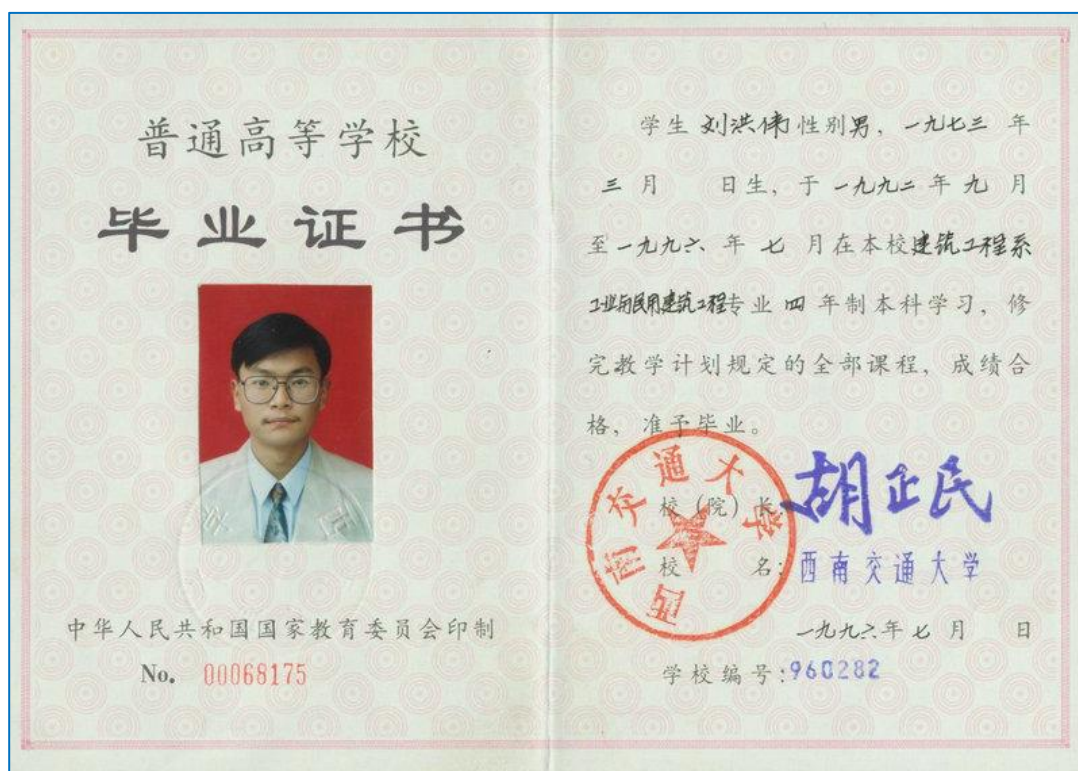 普通高等学校
毕业证书
中华人民共和国国家教育委员会印制
No. 00068175
学生 刘洪伟 性别 男，一九七三 年
三 月 日生，于 一九九二 年 九 月
至 一九九六 年 七 月在本校 建筑工程系
工业与民用建筑工程 专业 四 年制本科学习，修
完教学计划规定的全部课程，成绩合
格，准予毕业。
西南交通大学
校（院）长： 胡正民
校 名：西南交通大学
一九九六年 七 月 日
学校编号：960282